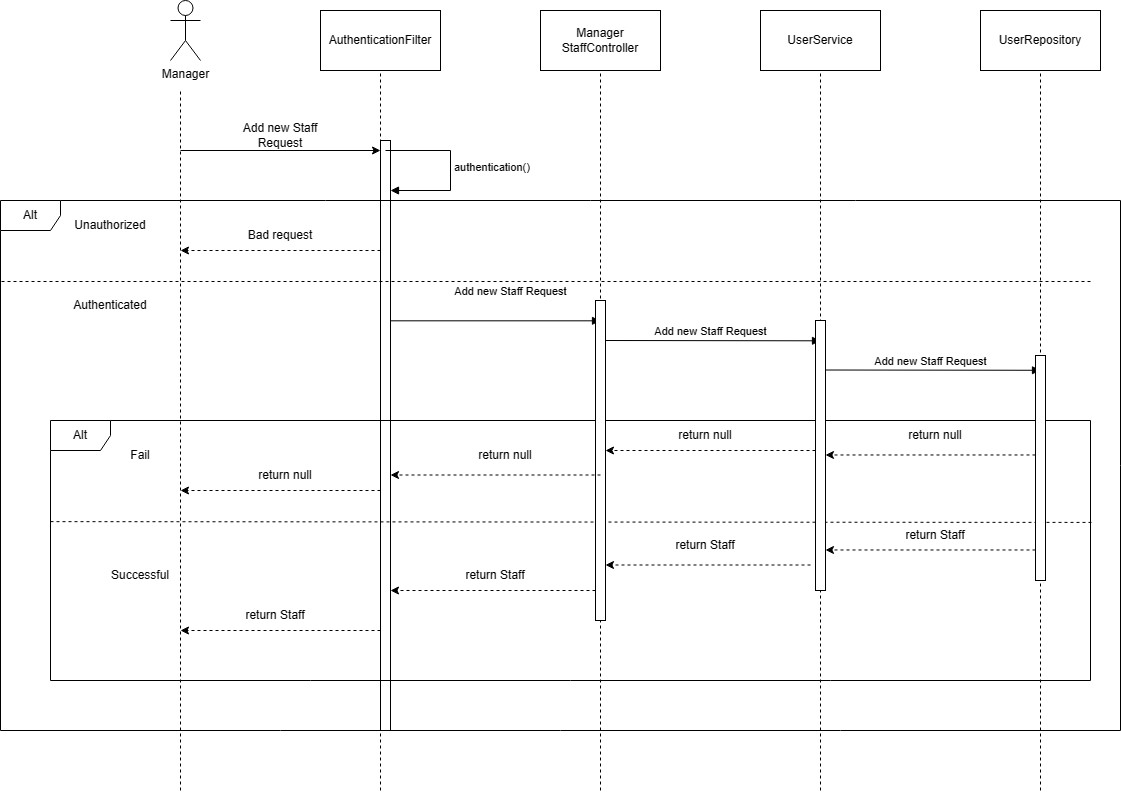 Manager
AuthenticationFilter
Manager
StaffController
UserService
UserRepository
Add new Staff
Request
authentication()
Alt
Unauthorized
Bad request
Authenticated
Add new Staff Request
Add new Staff Request
Add new Staff Request
Alt
Fail
return null
return null
return null
return null
Successful
return Staff
return Staff
return Staff
return Staff